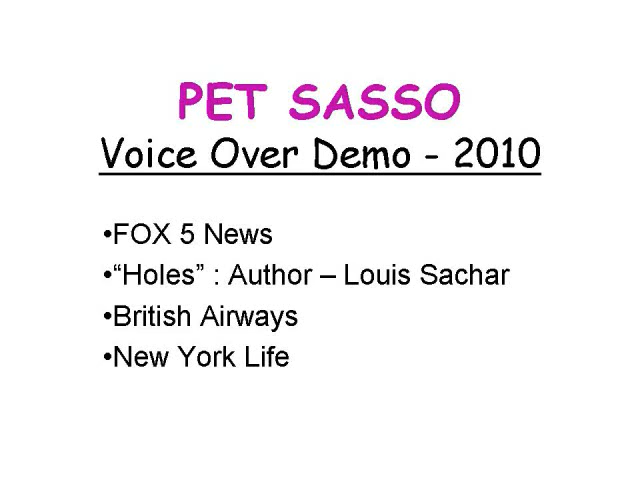 PET SASSO
Voice Over Demo - 2010
•FOX 5 News
•“Holes” : Author – Louis Sachar
•British Airways
•New York Life